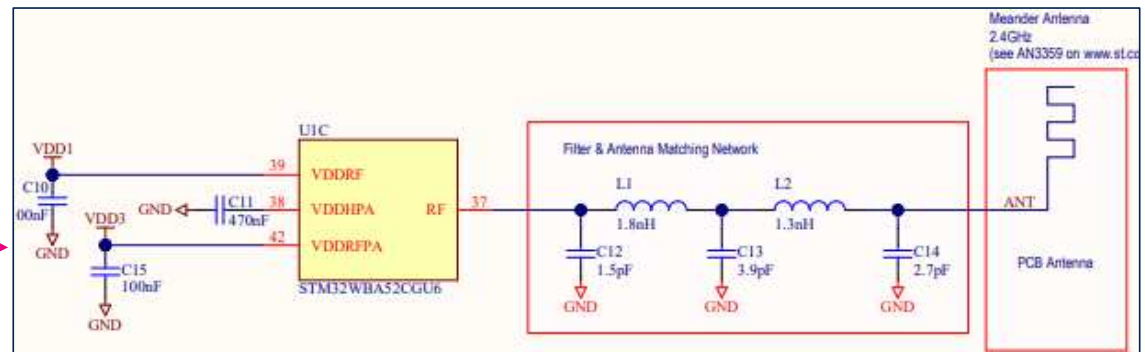 Meander Antenna
2.4GHz
(see AN3359 on www.st.co
U1C
Filter & Antenna Matching Network
VDD1
39
VDDRF
C10
00nF
GND
C11
470nF
38
VDDHPA
RF
37
L1
1.8nH
L2
1.3nH
ANT
VDD3
42
VDDRFPA
GND
C15
100nF
GND
STM32WBA52CGU6
C12
1.5pF
GND
C13
3.9pF
GND
C14
2.7pF
GND
PCB Antenna